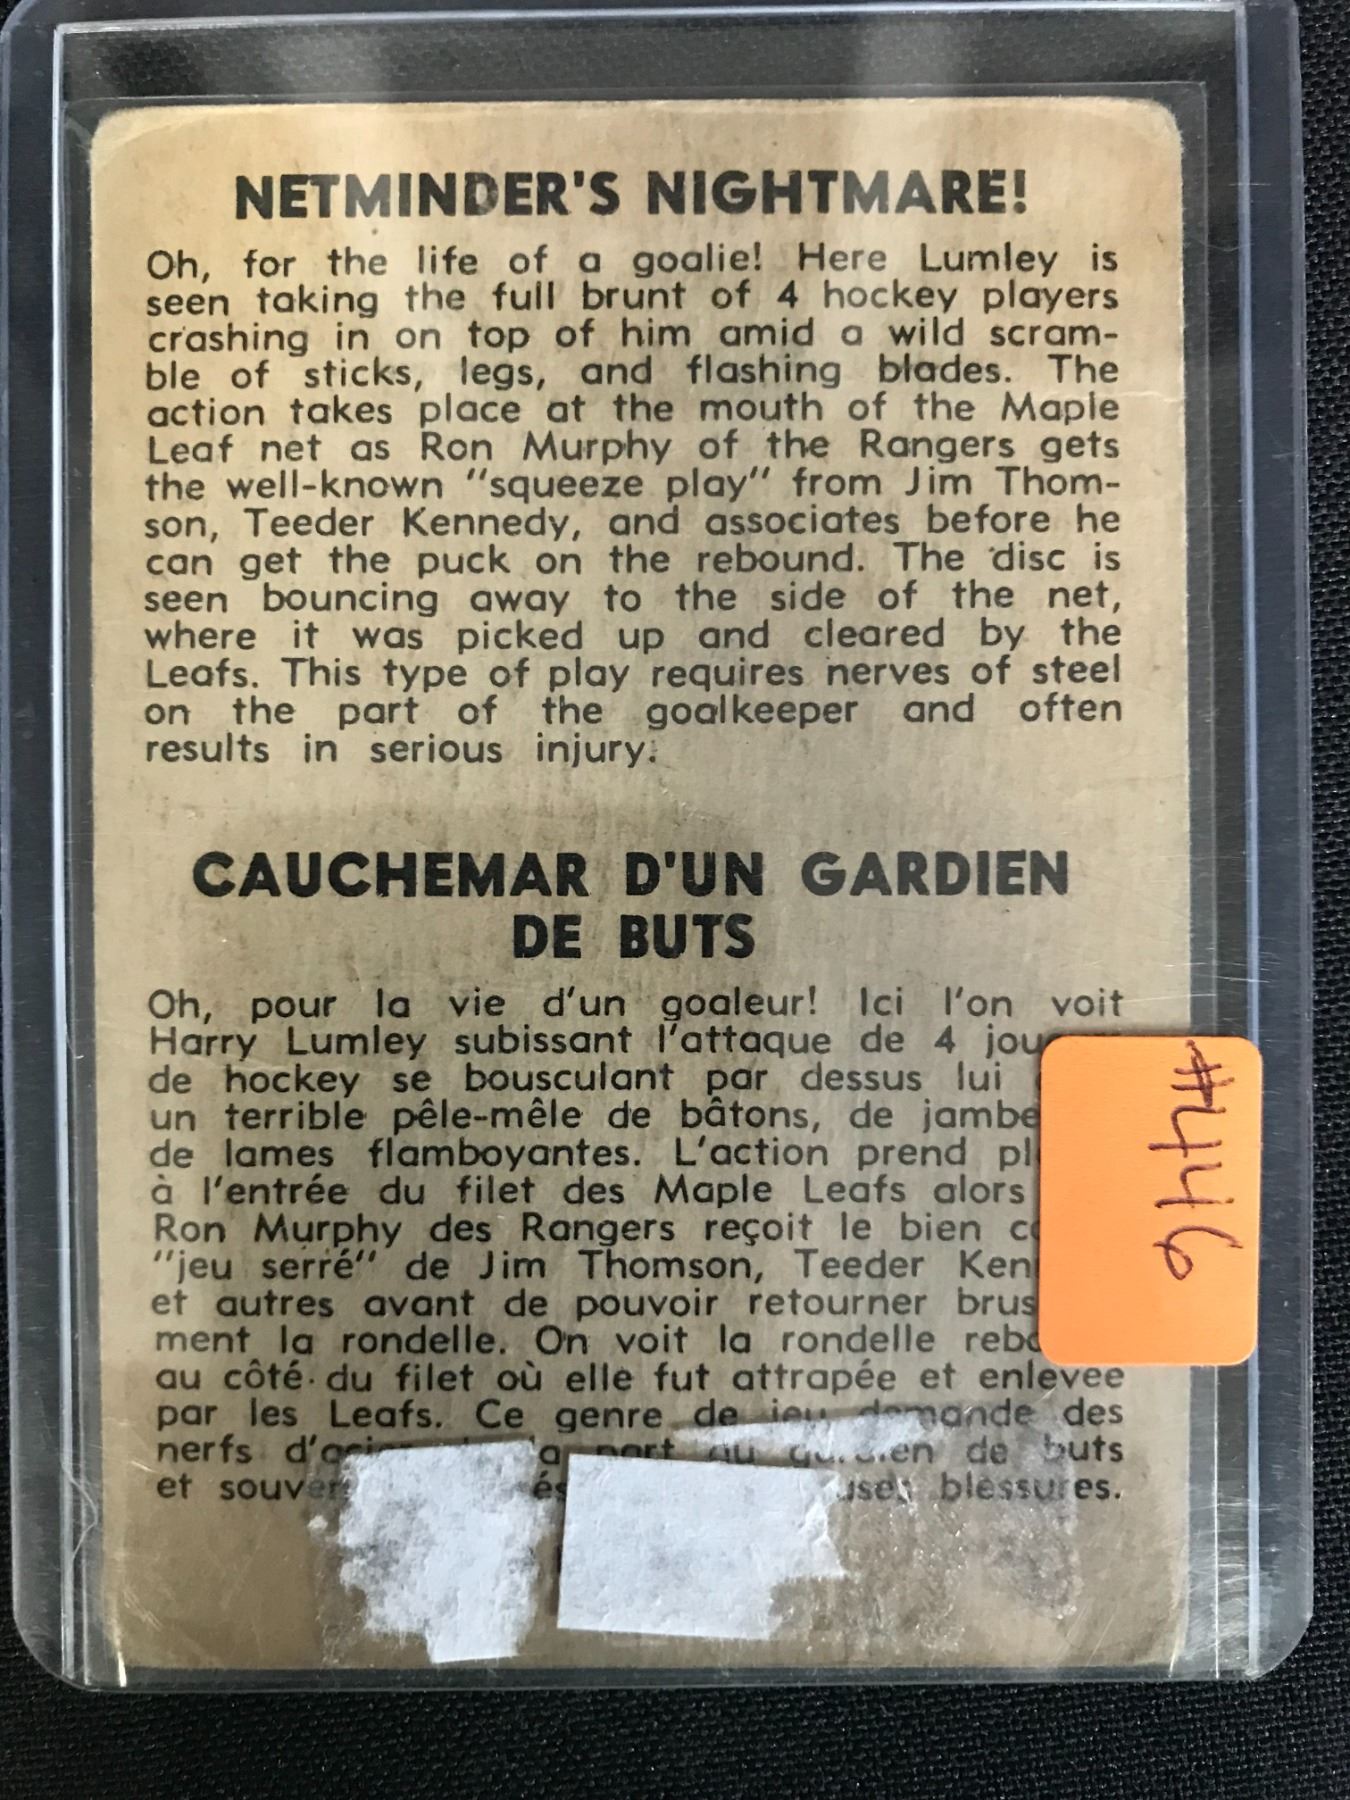 NETMINDER'S NIGHTMARE!
Oh, for the life of a goalie! Here Lumley is
seen taking the full brunt of 4 hockey players
crashing in on top of him amid a wild scram-
ble of sticks, legs, and flashing blades. The
action takes place at the mouth of the Maple
Leaf net as Ron Murphy of the Rangers gets
the well-known "squeeze play" from Jim Thom-
son, Teeder Kennedy, and associates before he
can get the puck on the rebound. The disc is
seen bouncing away to the side of the net,
where it was picked up and cleared by the
Leafs. This type of play requires nerves of steel
on the part of the goalkeeper and often
results in serious injury.
CAUCHEMAR D'UN GARDIEN
DE BUTS
Oh, pour la vie d'un goaleur! Ici l'on voit
Harry Lumley subissant l'attaque de 4
de hockey se bousculant par dessus lui
un terrible pêle-mêle de bâtons, de
de lames flamboyantes. L'action prend
à l'entrée du filet des Maple Leafs alors
Ron Murphy des Rangers reçoit le bien
"jeu serré" de Jim Thomson, Teeder
et autres avant de pouvoir retourner
ment la rondelle. On voit la rondelle
au côté du filet où elle fut attrapée et enlevée
par les Leafs. Ce genre de jeu demande des
nerfs part du gardien de buts
et blessures.
#446